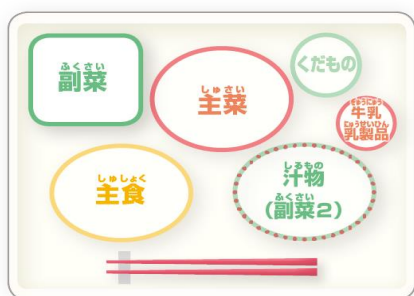 ふくさい
副菜
しゅさい
主菜
くだもの
ぎゅうにゅう
牛乳
にゅうせいひん
乳製品
しゅしょく
主食
しるもの
汁物
ふくさい
(副菜2)